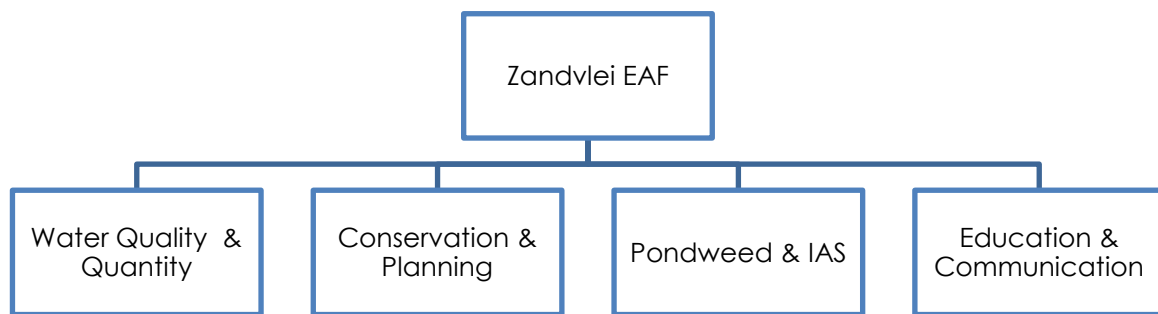 Zandvlei EAF
Water Quality  &
Quantity
Conservation &
Planning
Pondweed & IAS
Education &
Communication